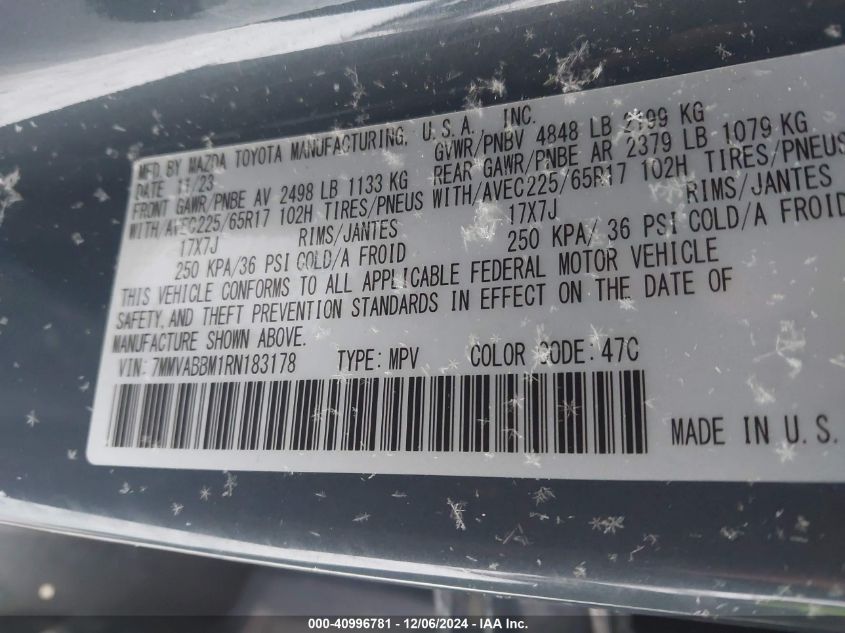 MFD. BY MAZDA TOYOTA MANUFACTURING, U.S.A. INC.
DATE 11/23 GVWR/PNBV 4848 LB 2199 KG
FRONT GAWR/PNBE AV 2498 LB 1133 KG REAR GAWR/PNBE AR 2379 LB 1079 KG
WITH/AVEC225/65R17 102H TIRES/PNEUS WITH/AVEC225/65R17 102H TIRES/PNEUS
17X7J RIMS/JANTES 17X7J RIMS/JANTES
250 KPA/36 PSI COLD/A FROID 250 KPA/ 36 PSI COLD/A FROID
THIS VEHICLE CONFORMS TO ALL APPLICABLE FEDERAL MOTOR VEHICLE
SAFETY, AND THEFT PREVENTION STANDARDS IN EFFECT ON THE DATE OF
MANUFACTURE SHOWN ABOVE.
VIN: 7MMVABBM1RN183178 TYPE: MPV COLOR CODE: 47C
MADE IN U.S.
000-40996781 - 12/06/2024 - IAA Inc.